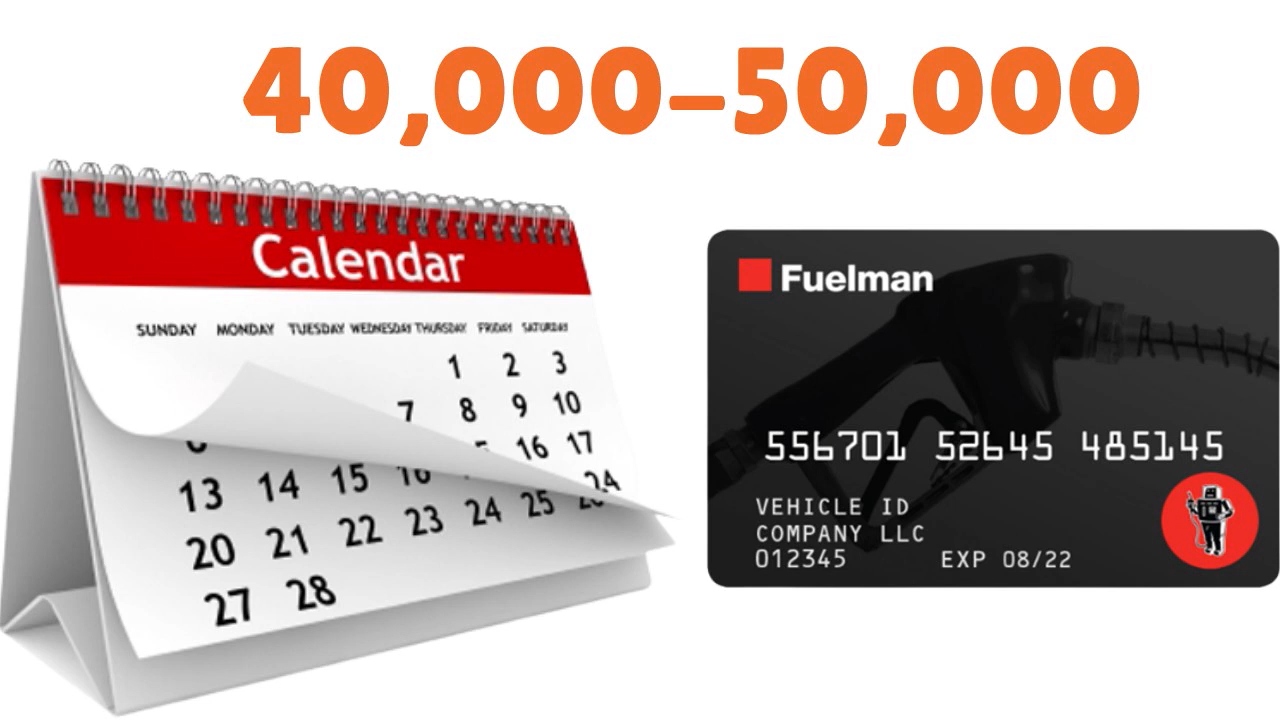 40,000–50,000
Calendar
SUNDAY MONDAY TUESDAY WEDNESDAY THURSDAY FRIDAY SATURDAY
1 2 3
7 8 9 10
16 17
13 14 15 16 24
20 21 22 23 24 25
27 28
Fuelman
556701 52645 485145
VEHICLE ID
COMPANY LLC
012345 EXP 08/22